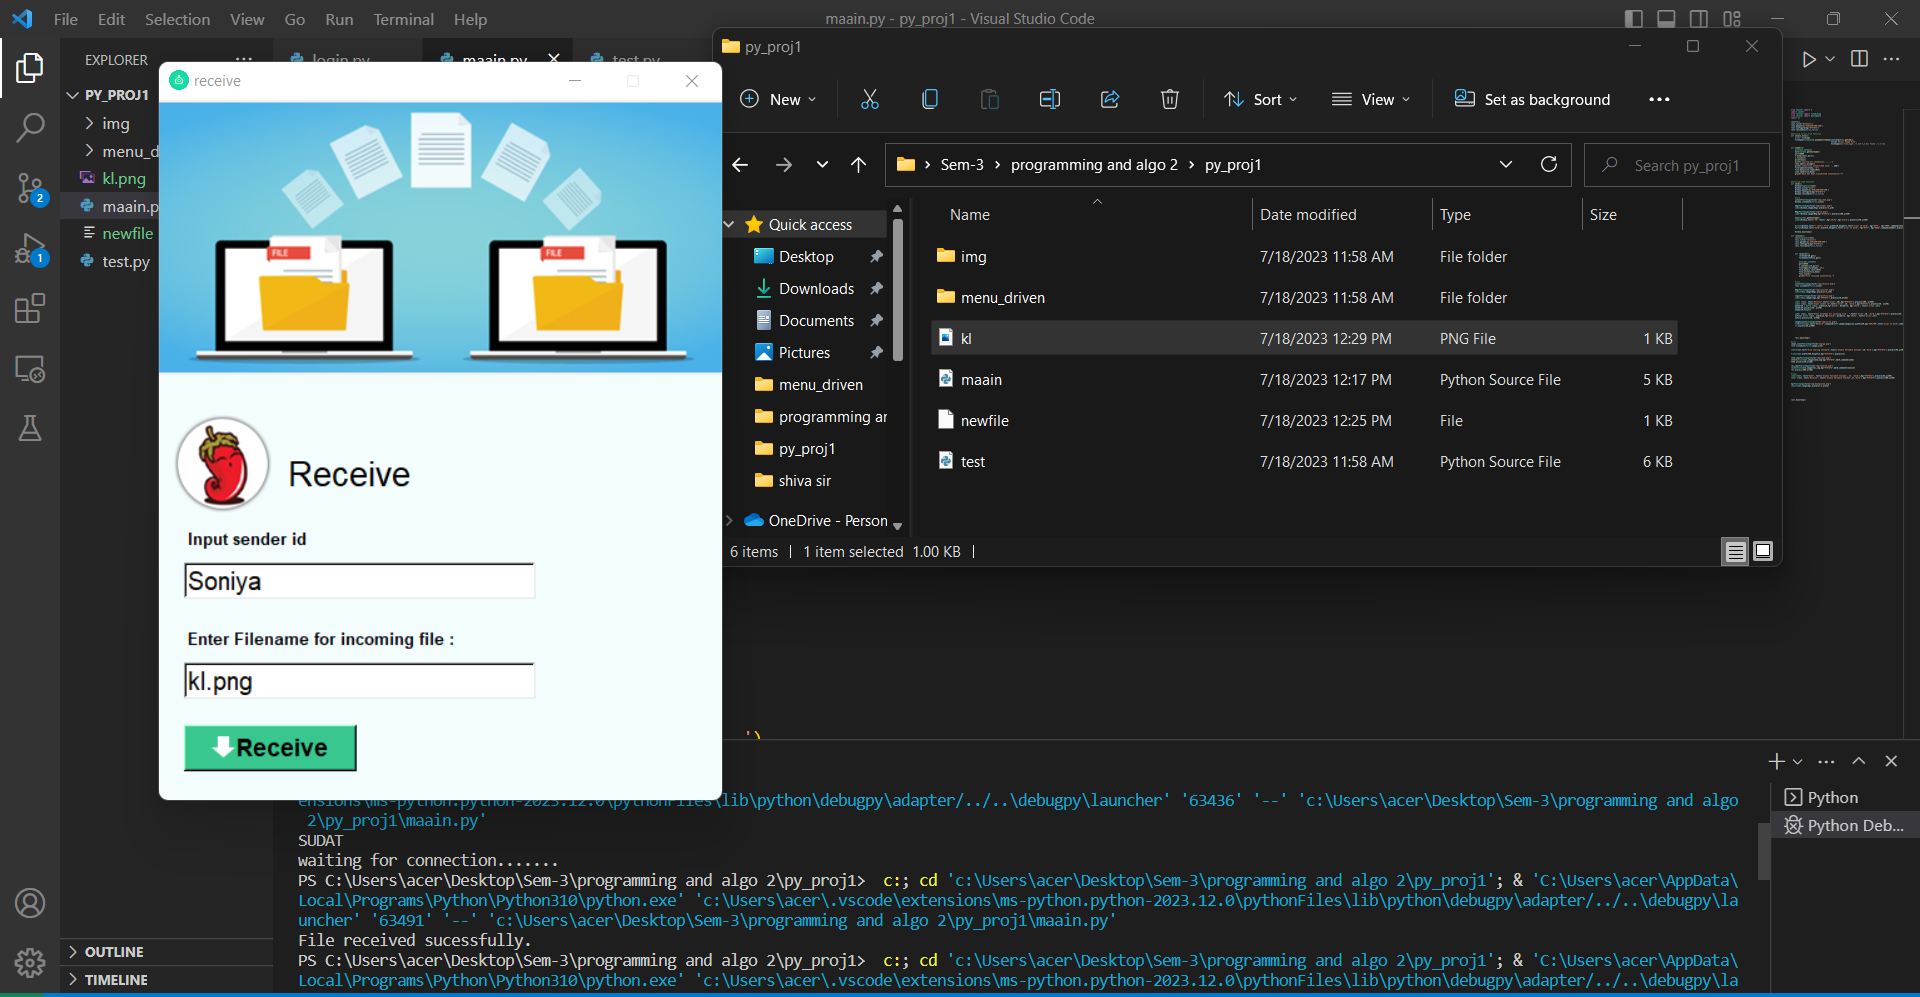 File Edit Selection View Go Run Terminal Help
maain.py - py_proj1 - Visual Studio Code
EXPLORER
login.py
maain.py
test.py
PY_PROJ1
img
menu_d
kl.png
maain.p
newfile
test.py
2
1
OUTLINE
TIMELINE
receive
FILE
FILE
Receive
Input sender id
Soniya
Enter Filename for incoming file :
kl.png
Receive
py_proj1
New
Sort
View
Set as background
Sem-3 > programming and algo 2 > py_proj1
Search py_proj1
Quick access
Desktop
Downloads
Documents
Pictures
menu_driven
programming ar
py_proj1
shiva sir
OneDrive - Person
Name Date modified Type Size
img 7/18/2023 11:58 AM File folder
menu_driven 7/18/2023 11:58 AM File folder
kl 7/18/2023 12:29 PM PNG File 1 KB
maain 7/18/2023 12:17 PM Python Source File 5 KB
newfile 7/18/2023 12:25 PM File 1 KB
test 7/18/2023 11:58 AM Python Source File 6 KB
6 items | 1 item selected 1.00 KB |
')
ensions\ms-python.python-2023.12.0\pythonFiles\lib\python\debugpy\adapter/../..\debugpy\launcher' '63436' '--' 'c:\Users\acer\Desktop\Sem-3\programming and algo
2\py_proj1\maain.py'
SUDAT
waiting for connection.......
PS C:\Users\acer\Desktop\Sem-3\programming and algo 2\py_proj1> c:; cd 'c:\Users\acer\Desktop\Sem-3\programming and algo 2\py_proj1'; & 'C:\Users\acer\AppData\
Local\Programs\Python\Python310\python.exe' 'c:\Users\acer\.vscode\extensions\ms-python.python-2023.12.0\pythonFiles\lib\python\debugpy\adapter/../..\debugpy\la
uncher' '63491' '--' 'c:\Users\acer\Desktop\Sem-3\programming and algo 2\py_proj1\maain.py'
File received sucessfully.
PS C:\Users\acer\Desktop\Sem-3\programming and algo 2\py_proj1> c:; cd 'c:\Users\acer\Desktop\Sem-3\programming and algo 2\py_proj1'; & 'C:\Users\acer\AppData\
Local\Programs\Python\Python310\python.exe' 'c:\Users\acer\.vscode\extensions\ms-python.python-2023.12.0\pythonFiles\lib\python\debugpy\adapter/../..\debugpy\la
Python
Python Deb...